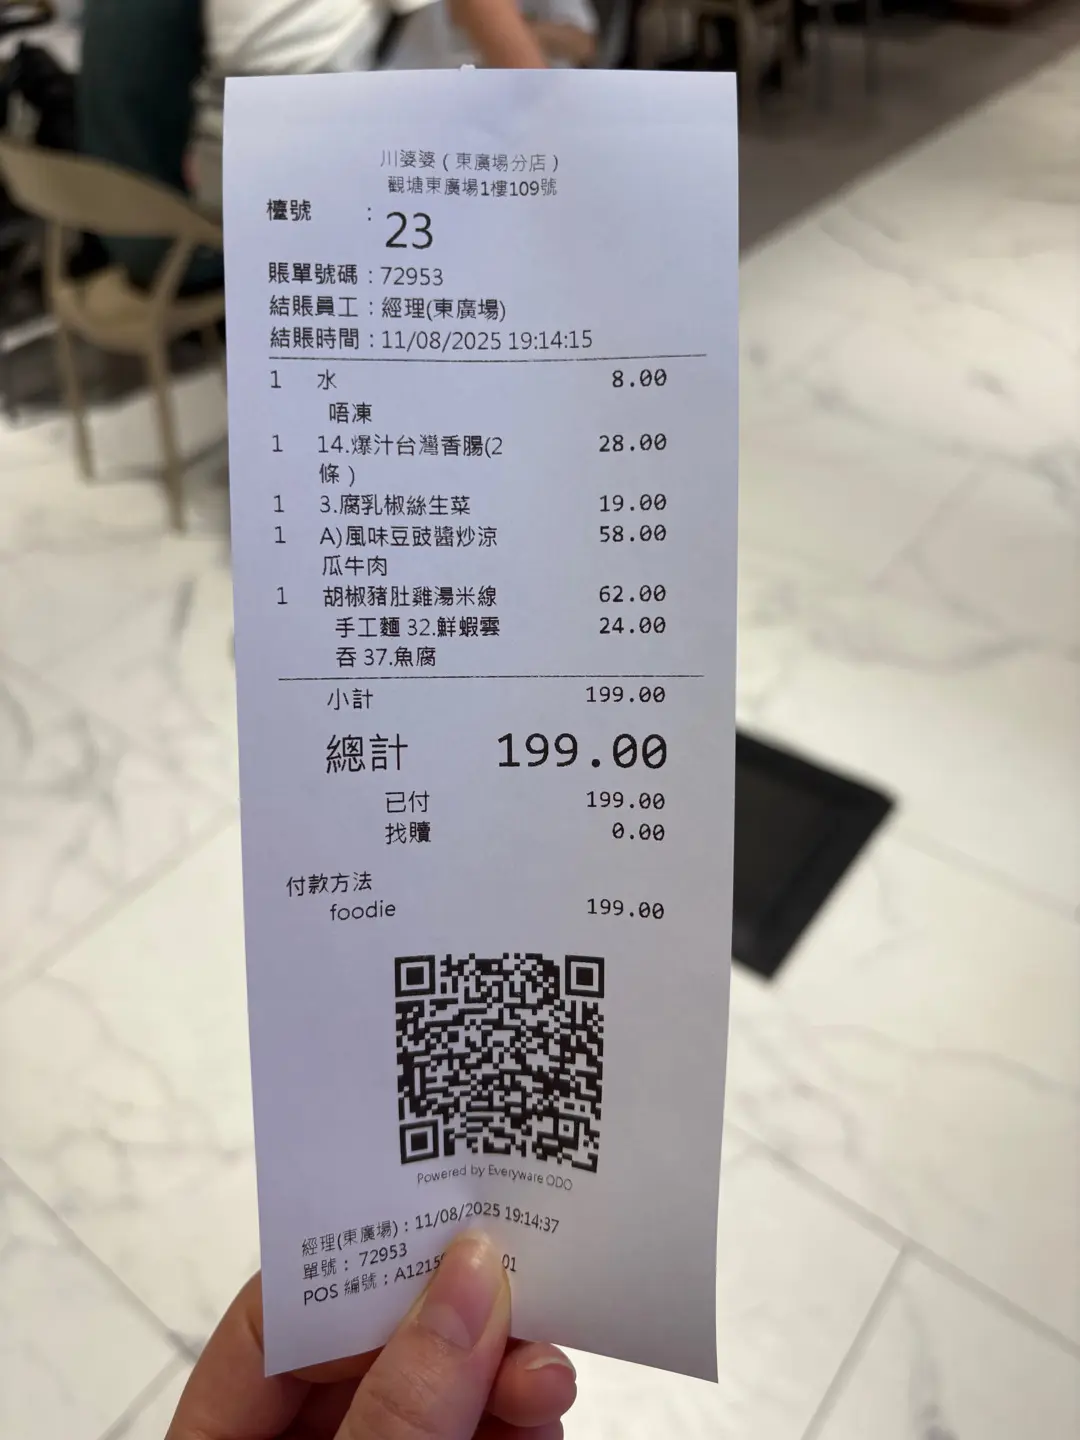 川婆婆（東廣場分店）
觀塘東廣場1樓109號
檯號 : 23
賬單號碼 : 72953
結賬員工 : 經理(東廣場)
結賬時間 : 11/08/2025 19:14:15
1 水 8.00
唔凍
1 14.爆汁台灣香腸(2 28.00
條）
1 3.腐乳椒絲生菜 19.00
1 A)風味豆豉醬炒涼 58.00
瓜牛肉
1 胡椒豬肚雞湯米線 62.00
手工麵 32.鮮蝦雲 24.00
吞 37.魚腐
小計 199.00
總計 199.00
已付 199.00
找贖 0.00
付款方法
foodie 199.00
Powered by Everyware ODO
經理(東廣場) : 11/08/2025 19:14:37
單號 : 72953
POS 編號 : A1215 01